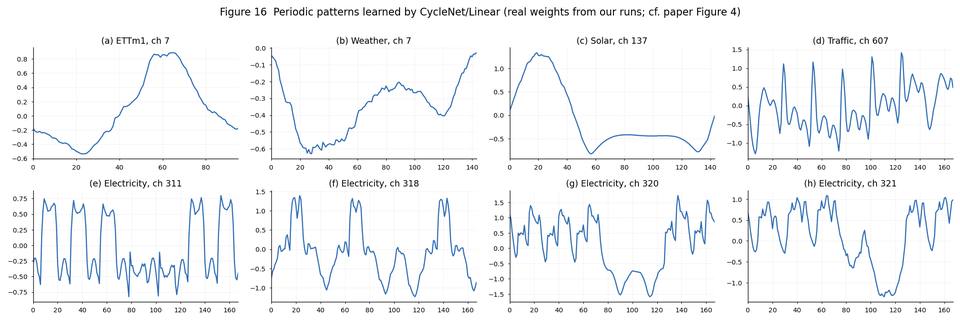 Figure 16 Periodic patterns learned by CycleNet/Linear (real weights from our runs; cf. paper Figure 4)
(a) ETTm1, ch 7
(b) Weather, ch 7
(c) Solar, ch 137
(d) Traffic, ch 607
0.8
0.6
0.4
0.2
0.0
−0.2
−0.4
−0.6
0 20 40 60 80
0.0
−0.1
−0.2
−0.3
−0.4
−0.5
−0.6
0 20 40 60 80 100 120 140
1.0
0.5
0.0
−0.5
0 20 40 60 80 100 120 140
1.5
1.0
0.5
0.0
−0.5
−1.0
0 20 40 60 80 100 120 140 160
(e) Electricity, ch 311
(f) Electricity, ch 318
(g) Electricity, ch 320
(h) Electricity, ch 321
0.75
0.50
0.25
0.00
−0.25
−0.50
−0.75
0 20 40 60 80 100 120 140 160
1.5
1.0
0.5
0.0
−0.5
−1.0
0 20 40 60 80 100 120 140 160
1.5
1.0
0.5
0.0
−0.5
−1.0
−1.5
0 20 40 60 80 100 120 140 160
1.0
0.5
0.0
−0.5
−1.0
0 20 40 60 80 100 120 140 160